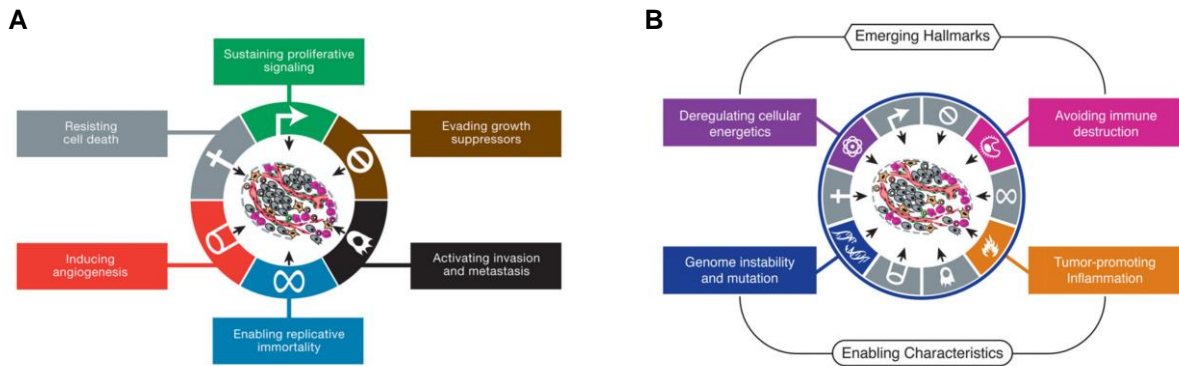 A
Sustaining proliferative
signaling
Resisting
cell death
Evading growth
suppressors
Inducing
angiogenesis
Activating invasion
and metastasis
Enabling replicative
immortality
B
Emerging Hallmarks
Deregulating cellular
energetics
Avoiding immune
destruction
Genome instability
and mutation
Tumor-promoting
Inflammation
Enabling Characteristics